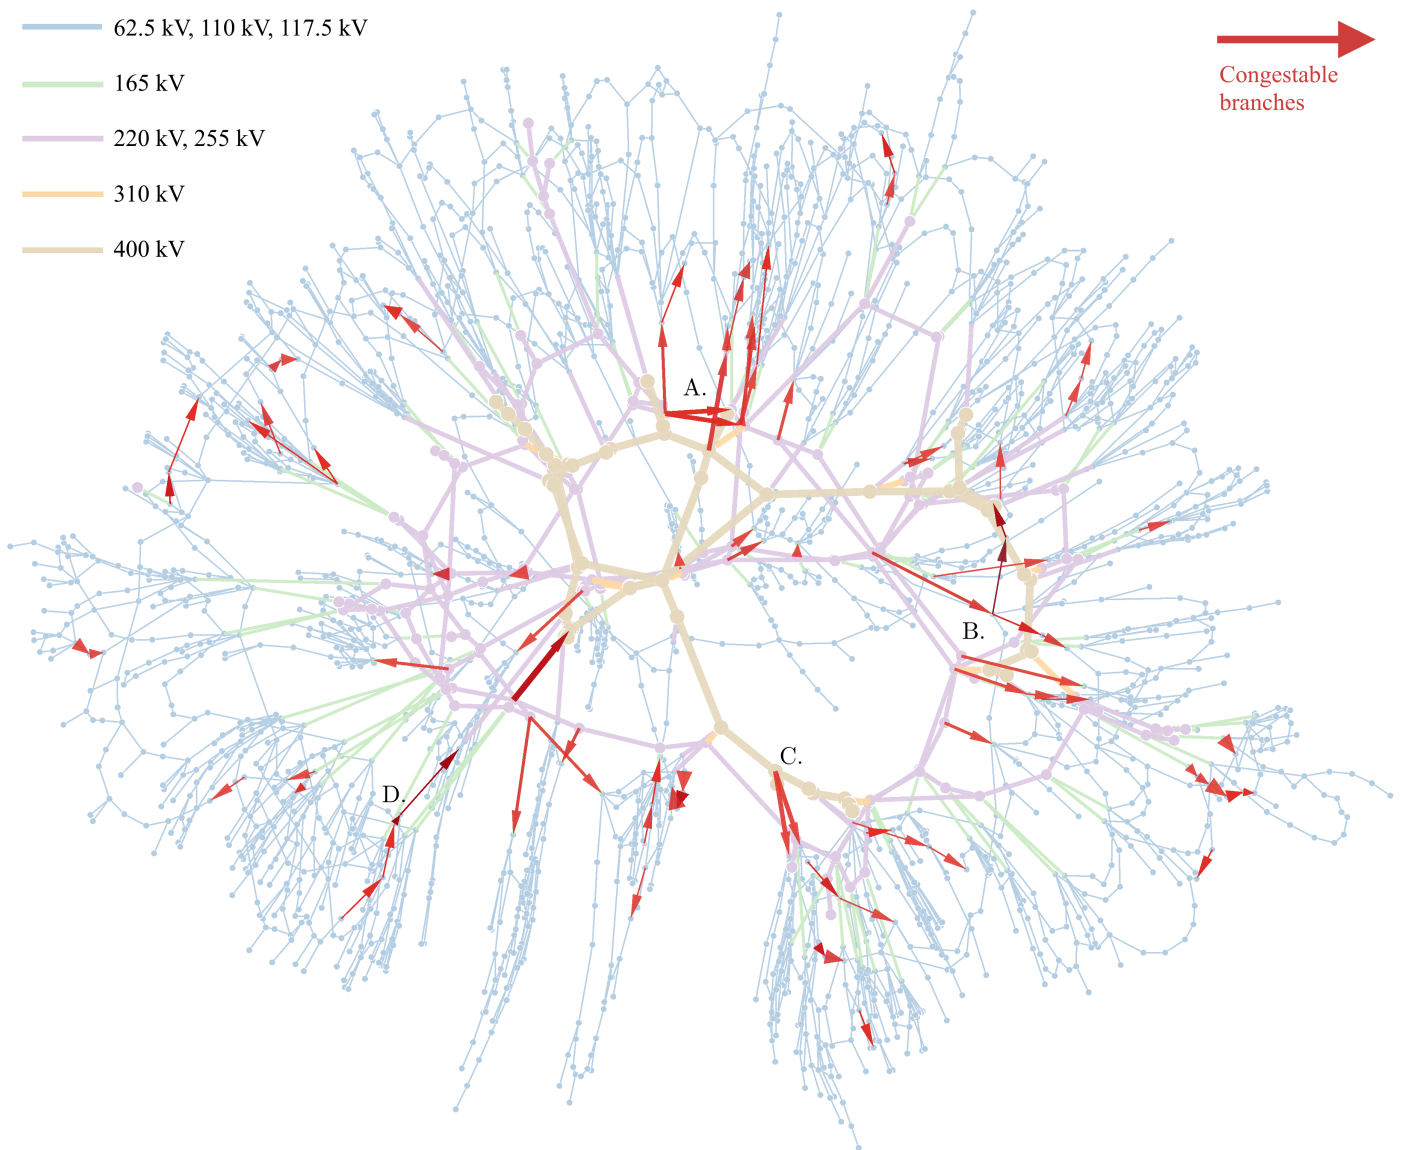 62.5 kV, 110 kV, 117.5 kV
165 kV
220 kV, 255 kV
310 kV
400 kV
Congestable
branches
A.
B.
C.
D.